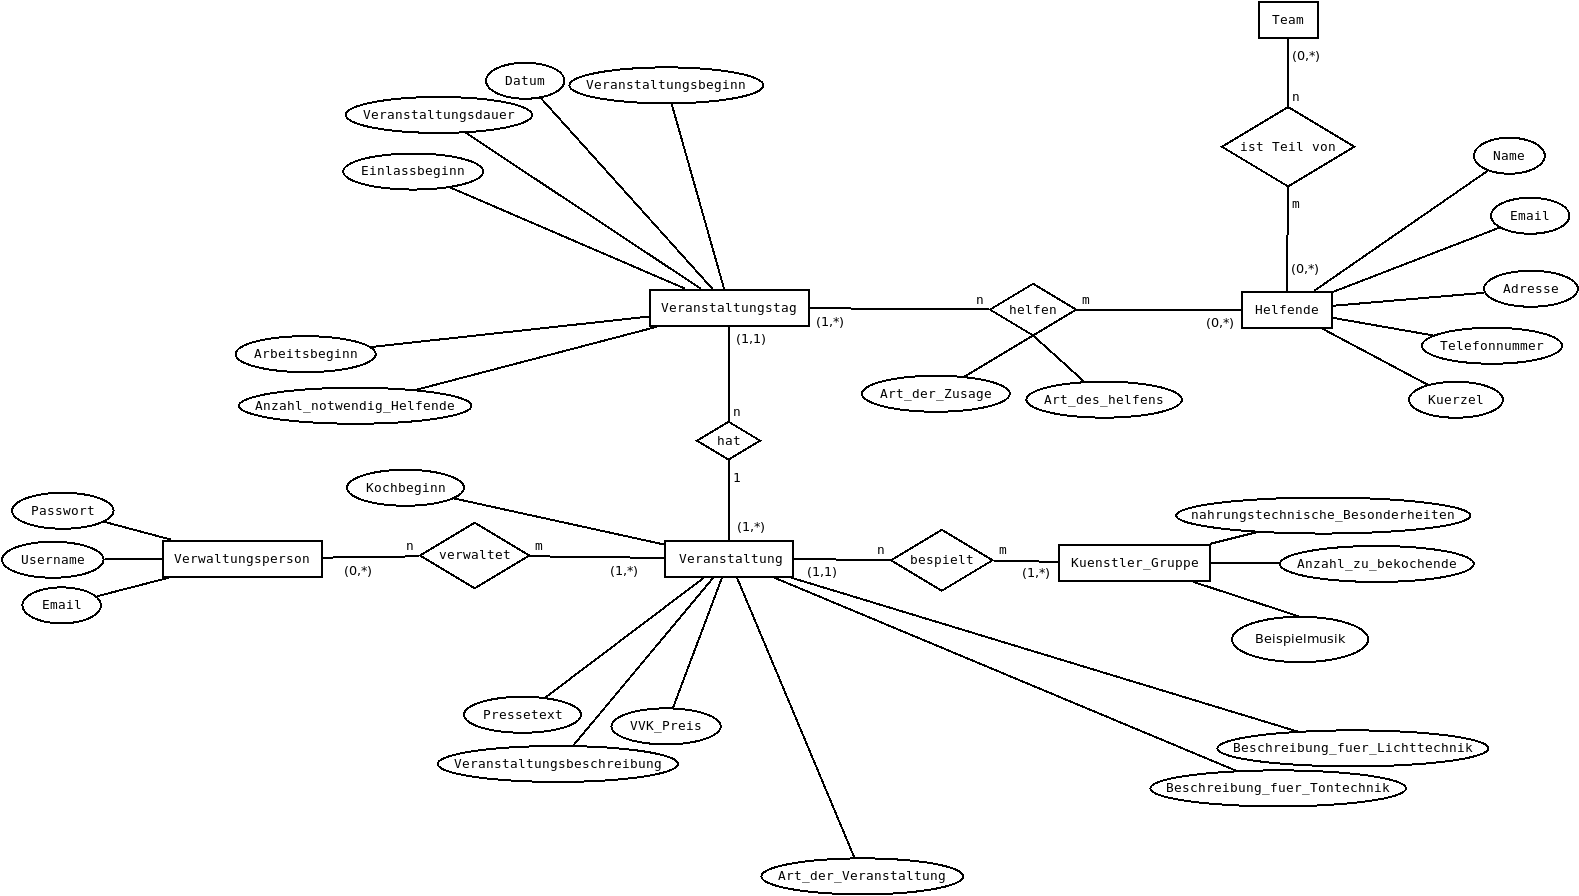 Team
(0,*)
n
ist Teil von
m
(0,*)
Datum
Veranstaltungsbeginn
Veranstaltungsdauer
Einlassbeginn
Name
Email
Adresse
Telefonnummer
Kuerzel
Veranstaltungstag
(1,*)
n
helfen
m
(0,*)
Helfende
Arbeitsbeginn
Anzahl_notwendig_Helfende
Art_der_Zusage
Art_des_helfens
(1,1)
n
hat
1
(1,*)
Kochbeginn
Passwort
Username
Email
Verwaltungsperson
(0,*)
n
verwaltet
m
(1,*)
Veranstaltung
(1,1)
n
bespielt
m
(1,*)
Kuenstler_Gruppe
nahrungstechnische_Besonderheiten
Anzahl_zu_bekochende
Beispielmusik
Pressetext
VVK_Preis
Veranstaltungsbeschreibung
Beschreibung_fuer_Lichttechnik
Beschreibung_fuer_Tontechnik
Art_der_Veranstaltung